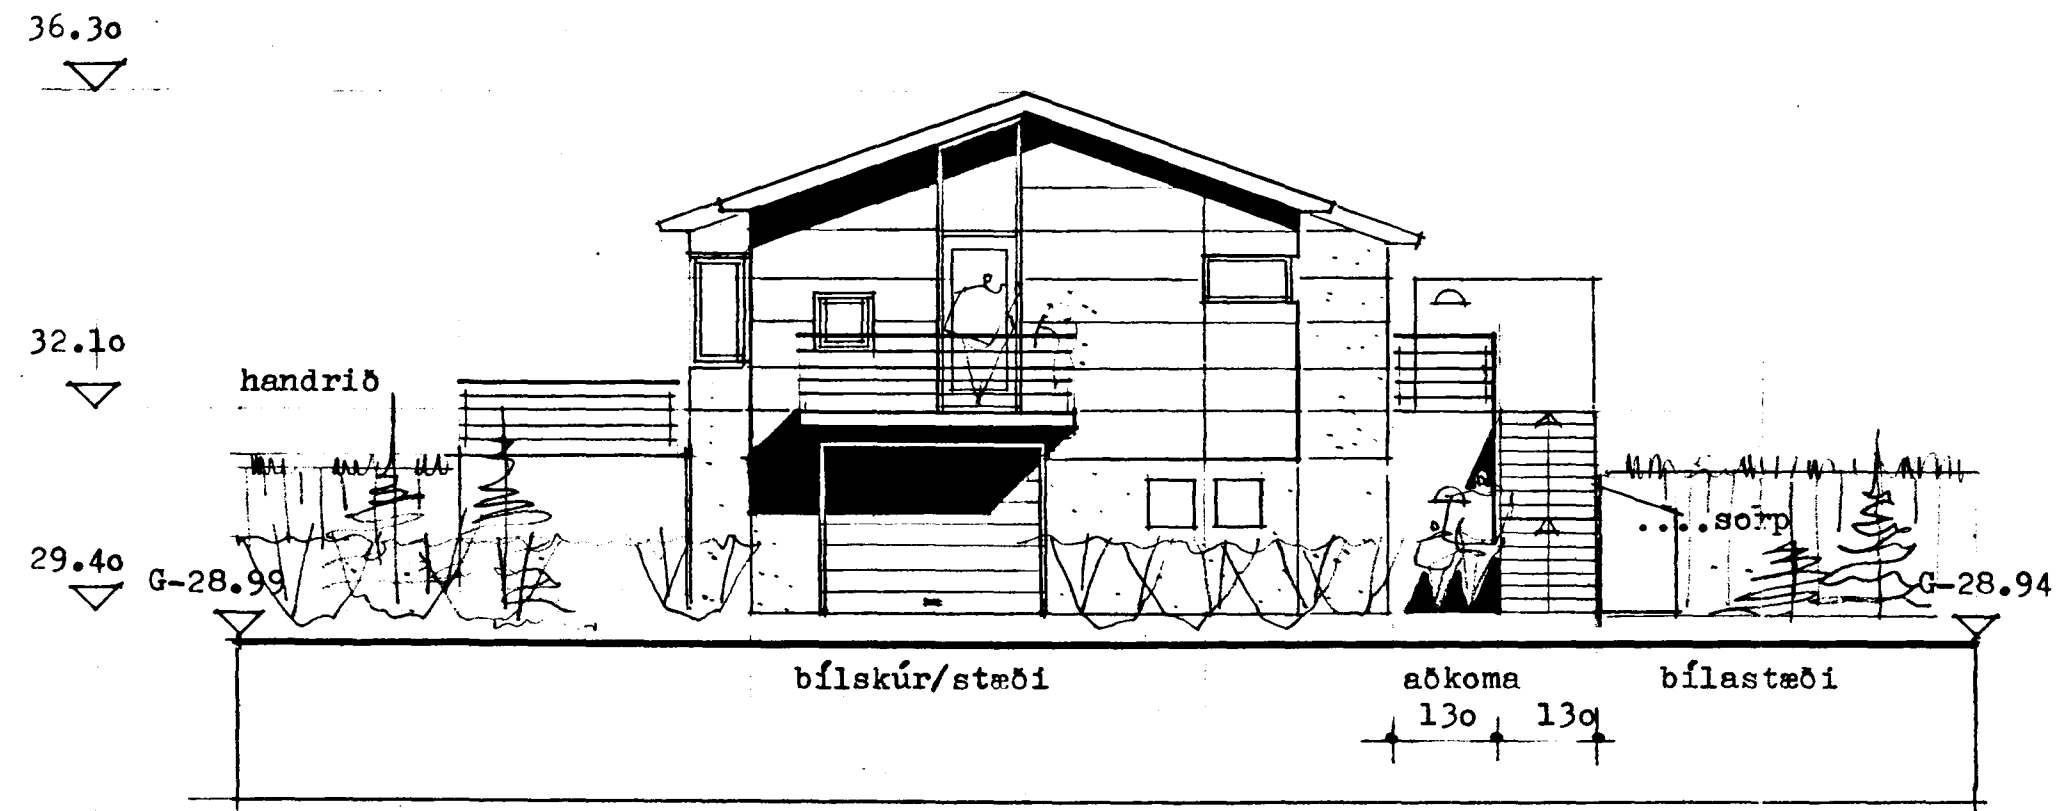 36.3o
32.1o
handrið
29.4o
G-28.99
....sorp
G-28.94
bílskúr/stæði
aðkoma
bílastæði
13o
13o